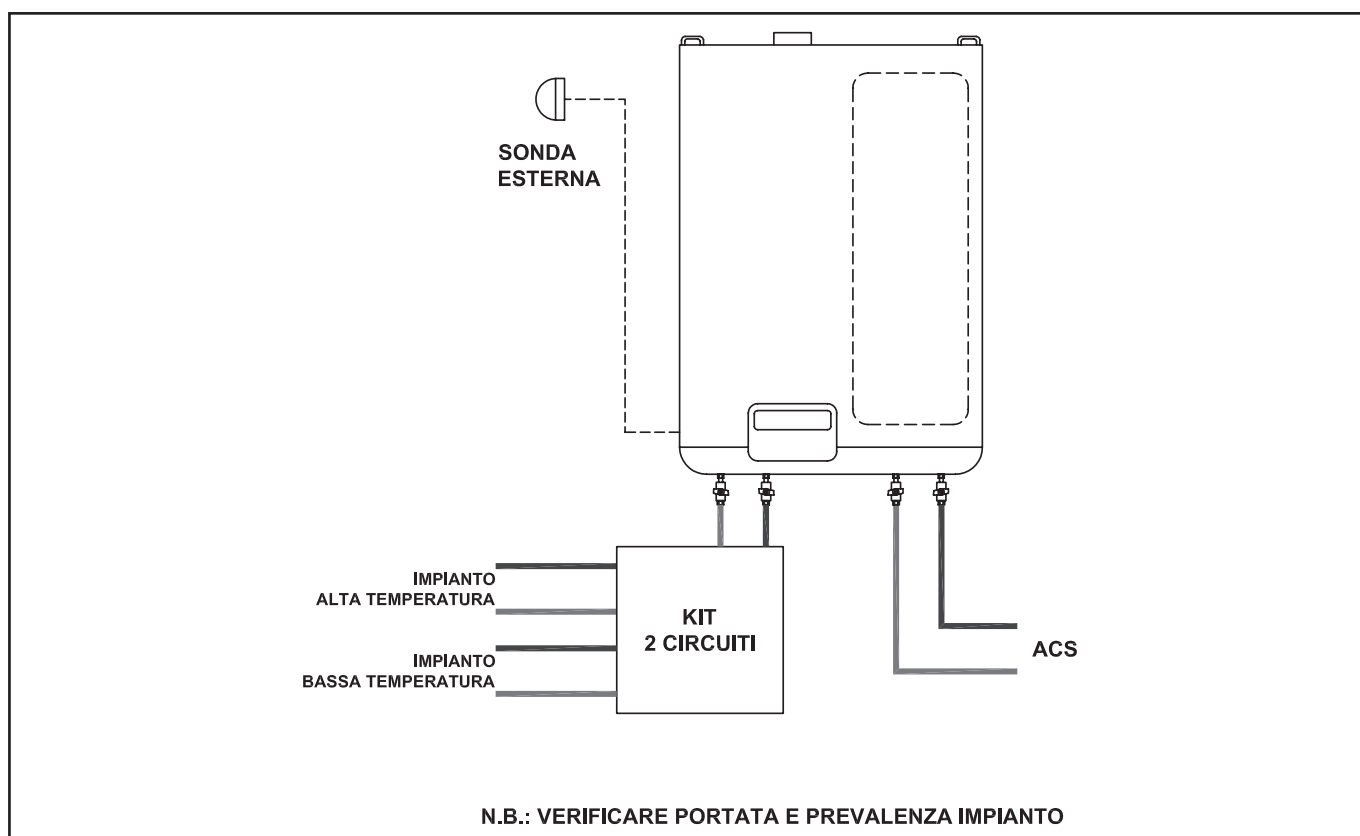 SONDA
ESTERNA
IMPIANTO
ALTA TEMPERATURA
IMPIANTO
BASSA TEMPERATURA
KIT
2 CIRCUITI
ACS
N.B.: VERIFICARE PORTATA E PREVALENZA IMPIANTO